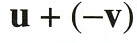 u + (−v)